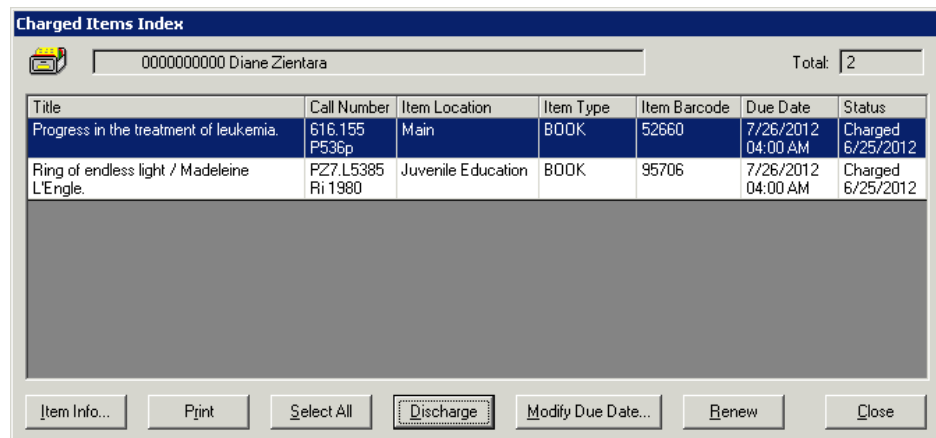 Charged Items Index
0000000000 Diane Zientara Total: 2
Title Call Number Item Location Item Type Item Barcode Due Date Status
Progress in the treatment of leukemia. 616.155 Main BOOK 52660 7/26/2012 Charged
P536p 04:00 AM 6/25/2012
Ring of endless light / Madeleine PZ7.L5385 Juvenile Education BOOK 95706 7/26/2012 Charged
L'Engle. Ri 1980 04:00 AM 6/25/2012
Item Info... Print Select All Discharge Modify Due Date... Renew Close